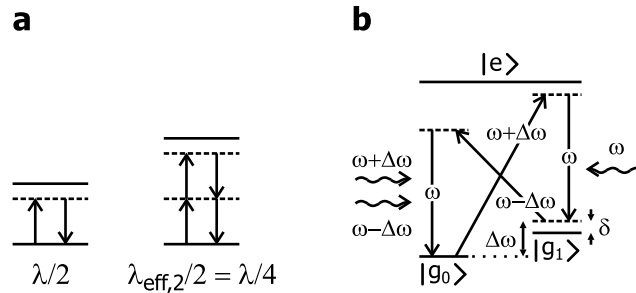 a
λ/2
λeff,2/2 = λ/4
b
|e>
ω+Δω
ω
ω+Δω
ω
ω
ω−Δω
ω−Δω
δ
Δω
|g0>
|g1>